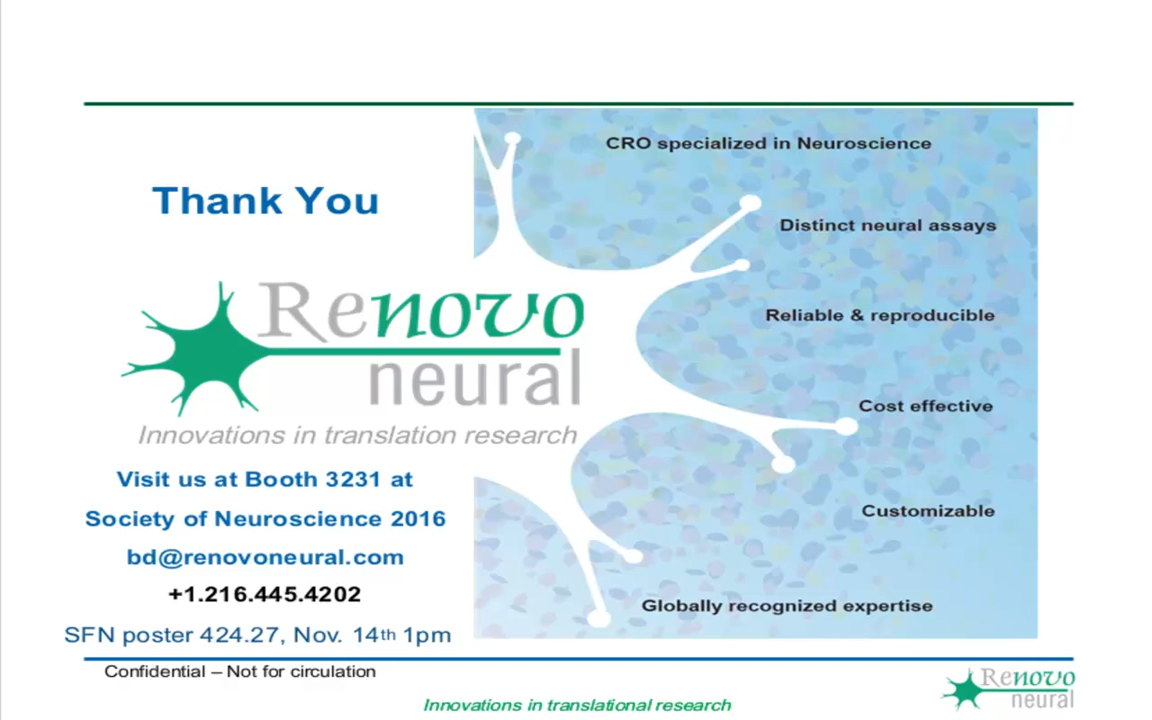 Thank You
Renovo
neural
Innovations in translation research
Visit us at Booth 3231 at
Society of Neuroscience 2016
bd@renovoneural.com
+1.216.445.4202
SFN poster 424.27, Nov. 14th 1pm
CRO specialized in Neuroscience
Distinct neural assays
Reliable & reproducible
Cost effective
Customizable
Globally recognized expertise
Confidential – Not for circulation
Innovations in translational research
Renovo
neural